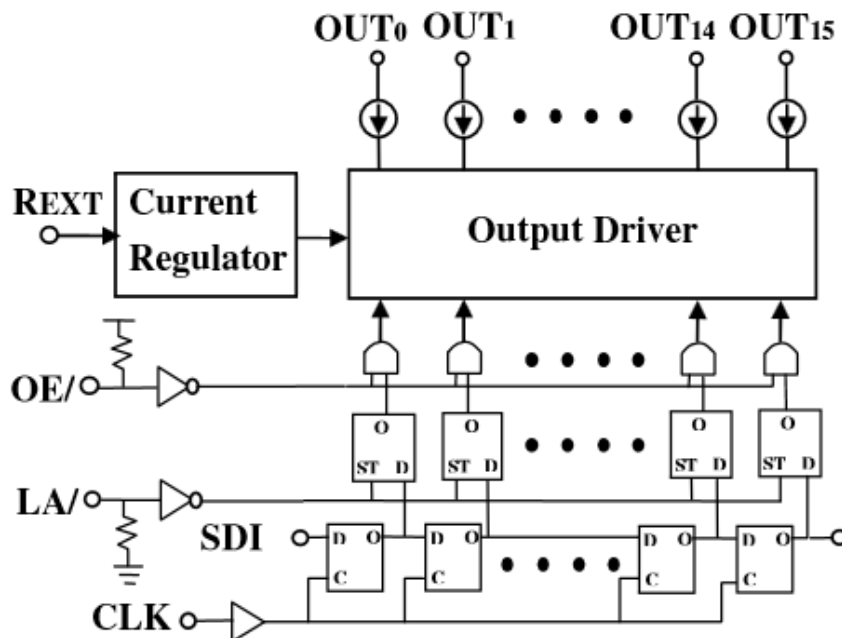 OUT0 OUT1 OUT14 OUT15
REXT
Current
Regulator
Output Driver
OE/
O O O O
ST D ST D ST D ST D
LA/
SDI
D O D O D O D O
C C C C
CLK